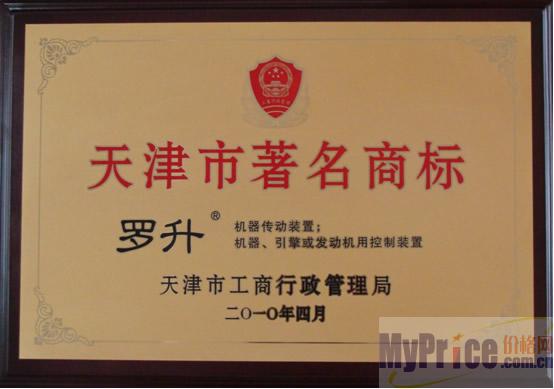 天津市著名商标
罗升®
机器传动装置；
机器、引擎或发动机用控制装置
天津市工商行政管理局
二〇一〇年四月
MyPrice价格网
.com.cn